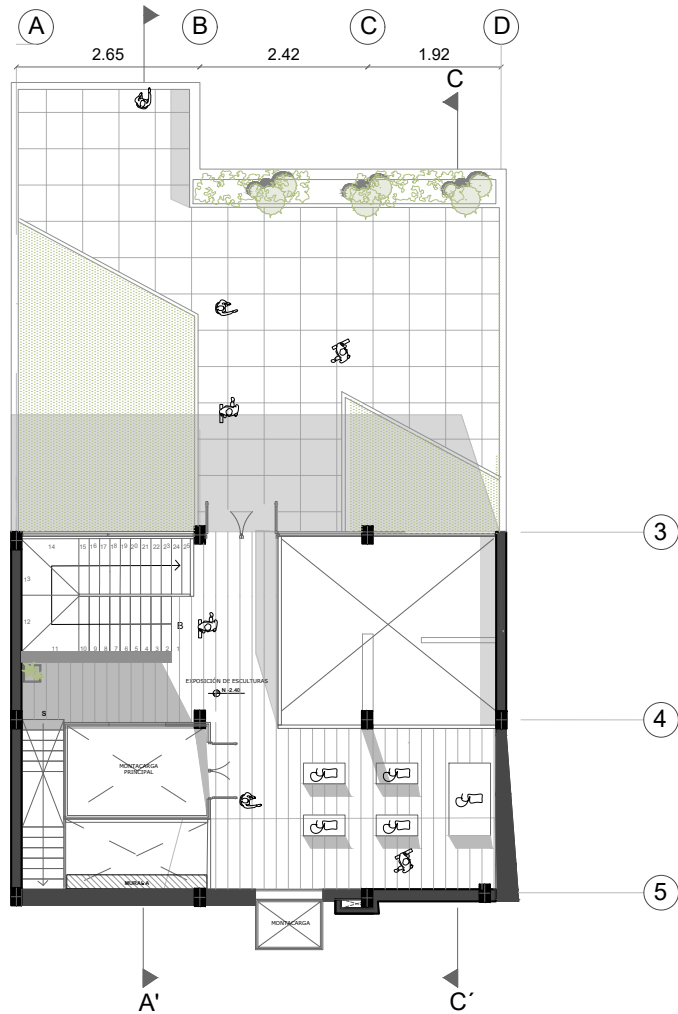 A
B
C
D
2.65
2.42
1.92
C
3
14
15 16 17 18 19 20 21 22 23 24 25
13
12
B
11
10 9 8 7 6 5 4 3 2 1
EXPOSICIÓN DE ESCULTURAS
N -2.40
S
4
MONTACARGA
PRINCIPAL
5
MONTACARGA
A'
C´